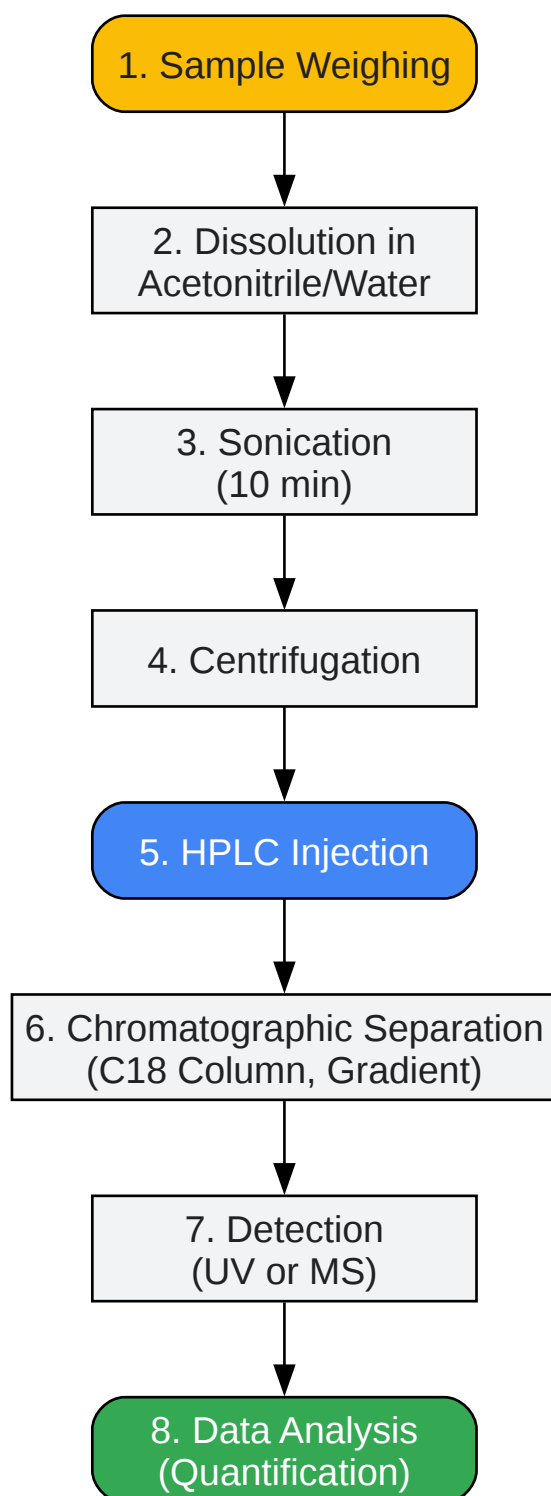 1. Sample Weighing
2. Dissolution in
Acetonitrile/Water
3. Sonication
(10 min)
4. Centrifugation
5. HPLC Injection
6. Chromatographic Separation
(C18 Column, Gradient)
7. Detection
(UV or MS)
8. Data Analysis
(Quantification)